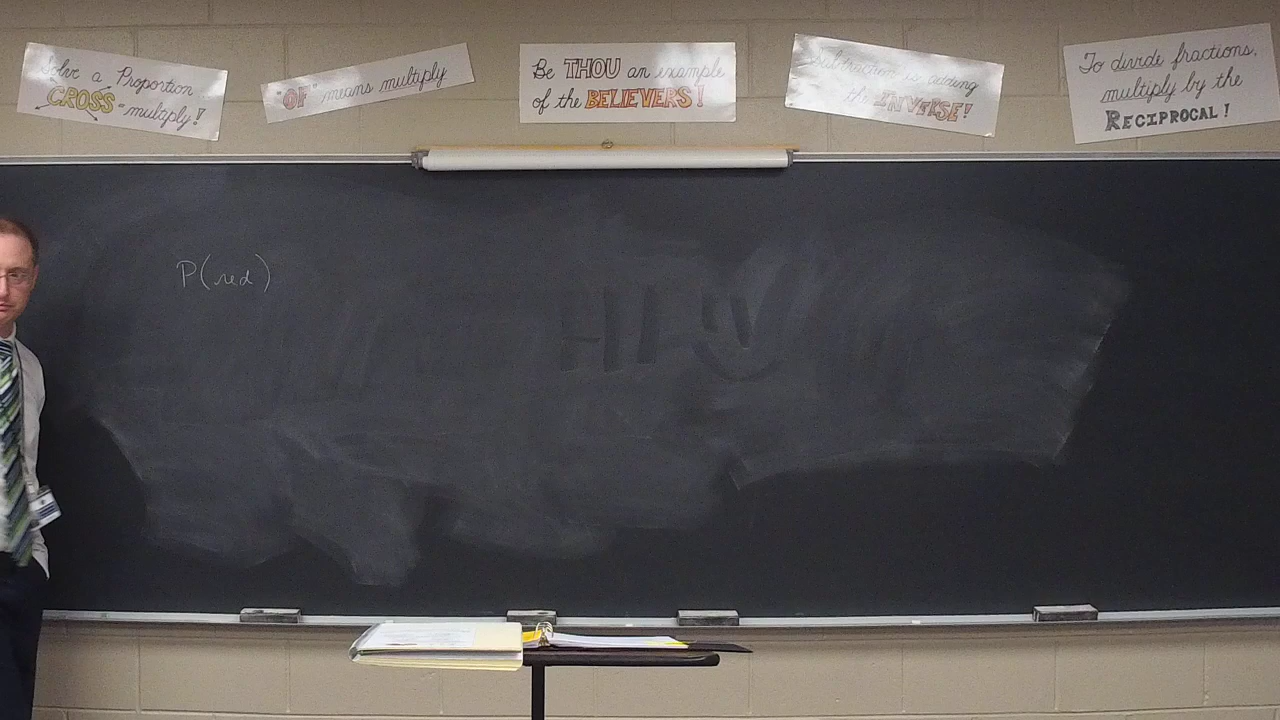 Solve a Proportion
CROSS-multiply!
"OF" means multiply
Be THOU an example
of the BELIEVERS!
Subtraction is adding
the INVERSE!
To divide fractions,
multiply by the
RECIPROCAL!
P(red)
HI